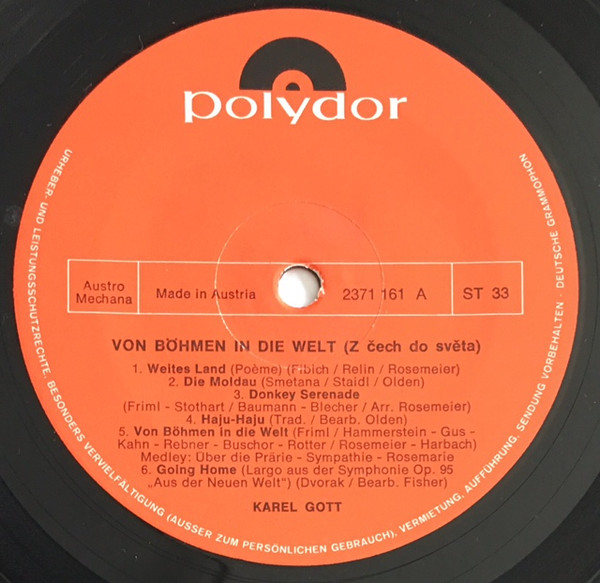 polydor
Austro
Mechana
Made in Austria
2371 161 A
ST 33
VON BÖHMEN IN DIE WELT (Z čech do světa)
1. Weites Land (Poème) (Fibich / Relin / Rosemeier)
2. Die Moldau (Smetana / Staidl / Olden)
3. Donkey Serenade
(Friml - Stothart / Baumann - Blecher / Arr. Rosemeier)
4. Haju-Haju (Trad. / Bearb. Olden)
5. Von Böhmen in die Welt (Friml / Hammerstein - Gus -
Kahn - Rebner - Buschor - Rotter / Rosemeier - Harbach)
Medley: Über die Prärie - Sympathie - Rosemarie
6. Going Home (Largo aus der Symphonie Op. 95
„Aus der Neuen Welt") (Dvorak / Bearb. Fisher)
KAREL GOTT
URHEBER- UND LEISTUNGSSCHUTZRECHTE, BESONDERS VERVIELFÄLTIGUNG (AUSSER ZUM PERSÖNLICHEN GEBRAUCH), VERMIETUNG, AUFFÜHRUNG, SENDUNG VORBEHALTEN DEUTSCHE GRAMMOPHON